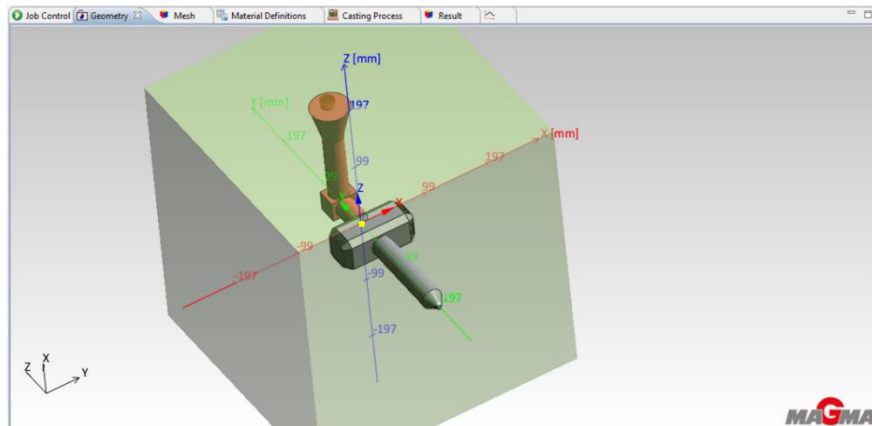 Job Control Geometry Mesh Material Definitions Casting Process Result
Z [mm]
197
Y [mm]
197
X [mm]
197
99
99
99
Z
X
-99
99
-99
-197
197
-197
X
Z
Y
MAGMA